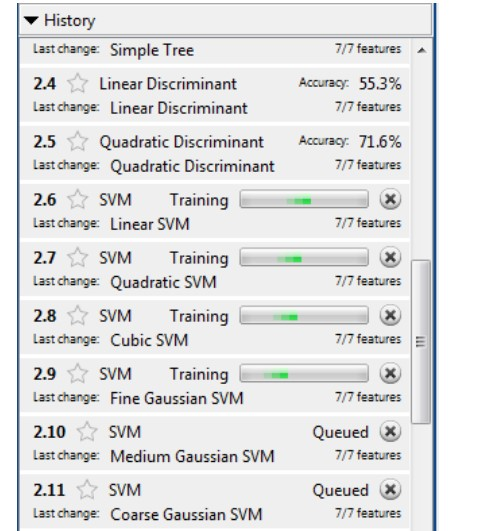 History
Last change: Simple Tree 7/7 features
2.4 Linear Discriminant Accuracy: 55.3%
Last change: Linear Discriminant 7/7 features
2.5 Quadratic Discriminant Accuracy: 71.6%
Last change: Quadratic Discriminant 7/7 features
2.6 SVM Training
Last change: Linear SVM 7/7 features
2.7 SVM Training
Last change: Quadratic SVM 7/7 features
2.8 SVM Training
Last change: Cubic SVM 7/7 features
2.9 SVM Training
Last change: Fine Gaussian SVM 7/7 features
2.10 SVM Queued
Last change: Medium Gaussian SVM 7/7 features
2.11 SVM Queued
Last change: Coarse Gaussian SVM 7/7 features